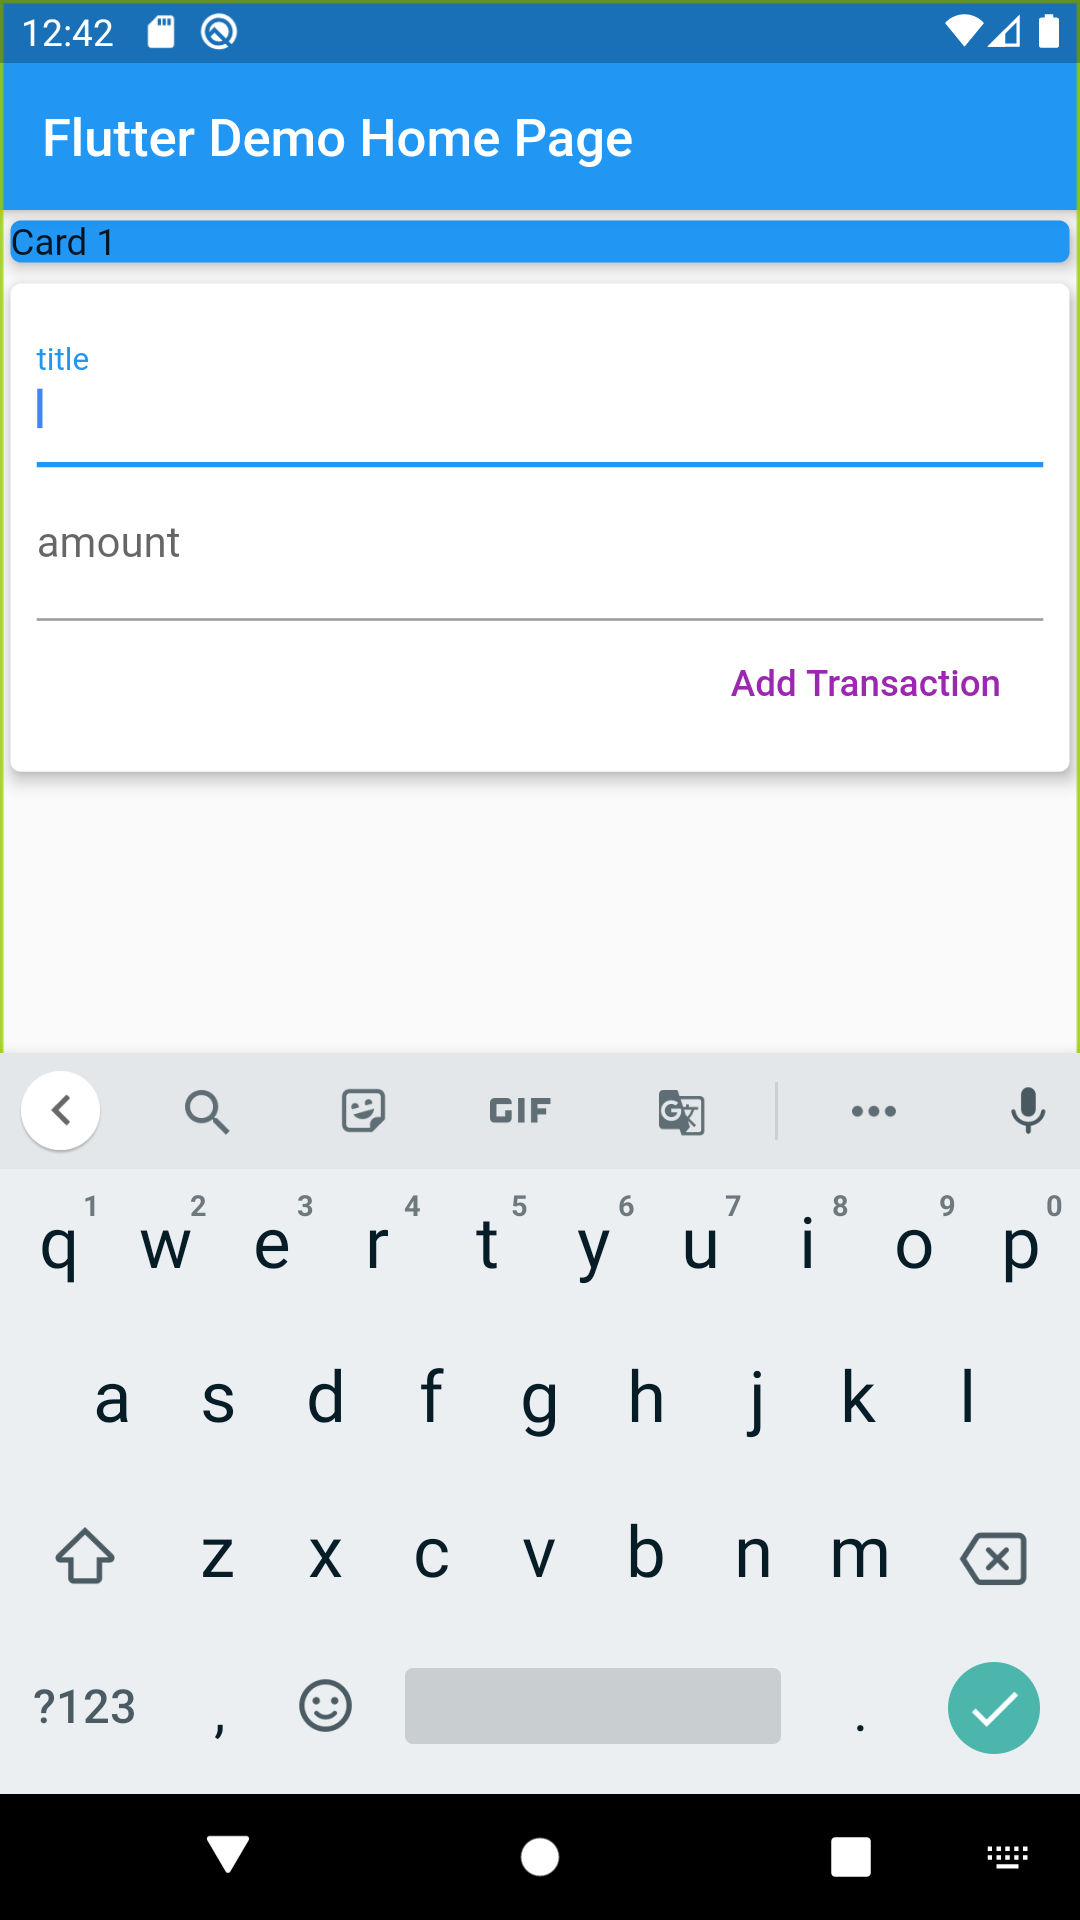 12:42
Flutter Demo Home Page
Card 1
title
amount
Add Transaction
GIF
G 文
1 2 3 4 5 6 7 8 9 0
q w e r t y u i o p
a s d f g h j k l
z x c v b n m
?123 , .